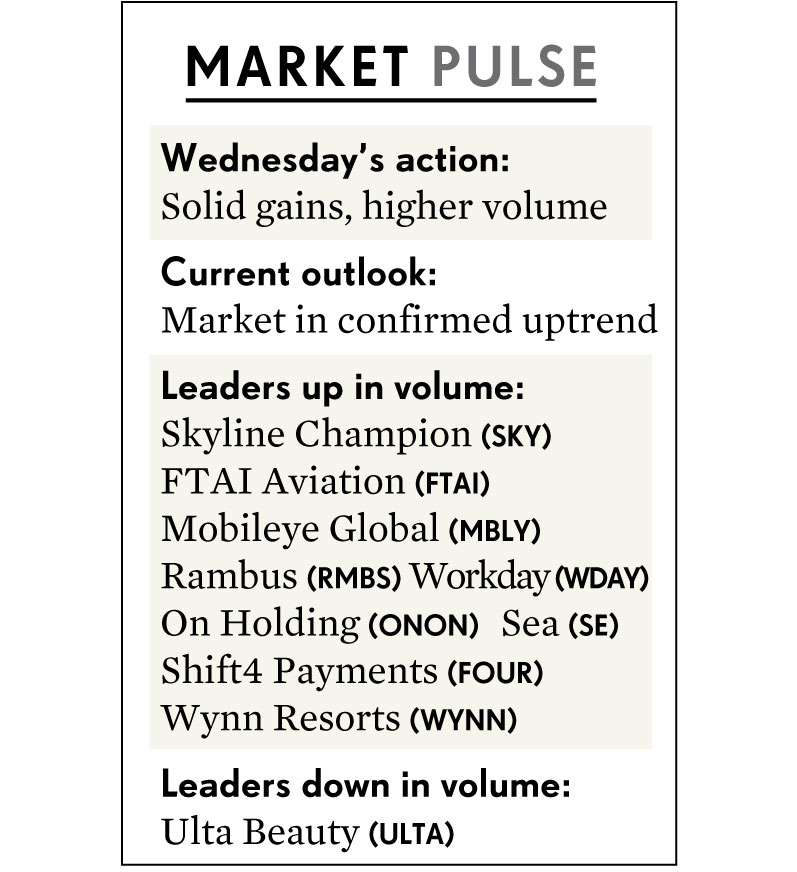 MARKET PULSE
Wednesday’s action:
Solid gains, higher volume
Current outlook:
Market in confirmed uptrend
Leaders up in volume:
Skyline Champion (SKY)
FTAI Aviation (FTAI)
Mobileye Global (MBLY)
Rambus (RMBS) Workday (WDAY)
On Holding (ONON) Sea (SE)
Shift4 Payments (FOUR)
Wynn Resorts (WYNN)
Leaders down in volume:
Ulta Beauty (ULTA)